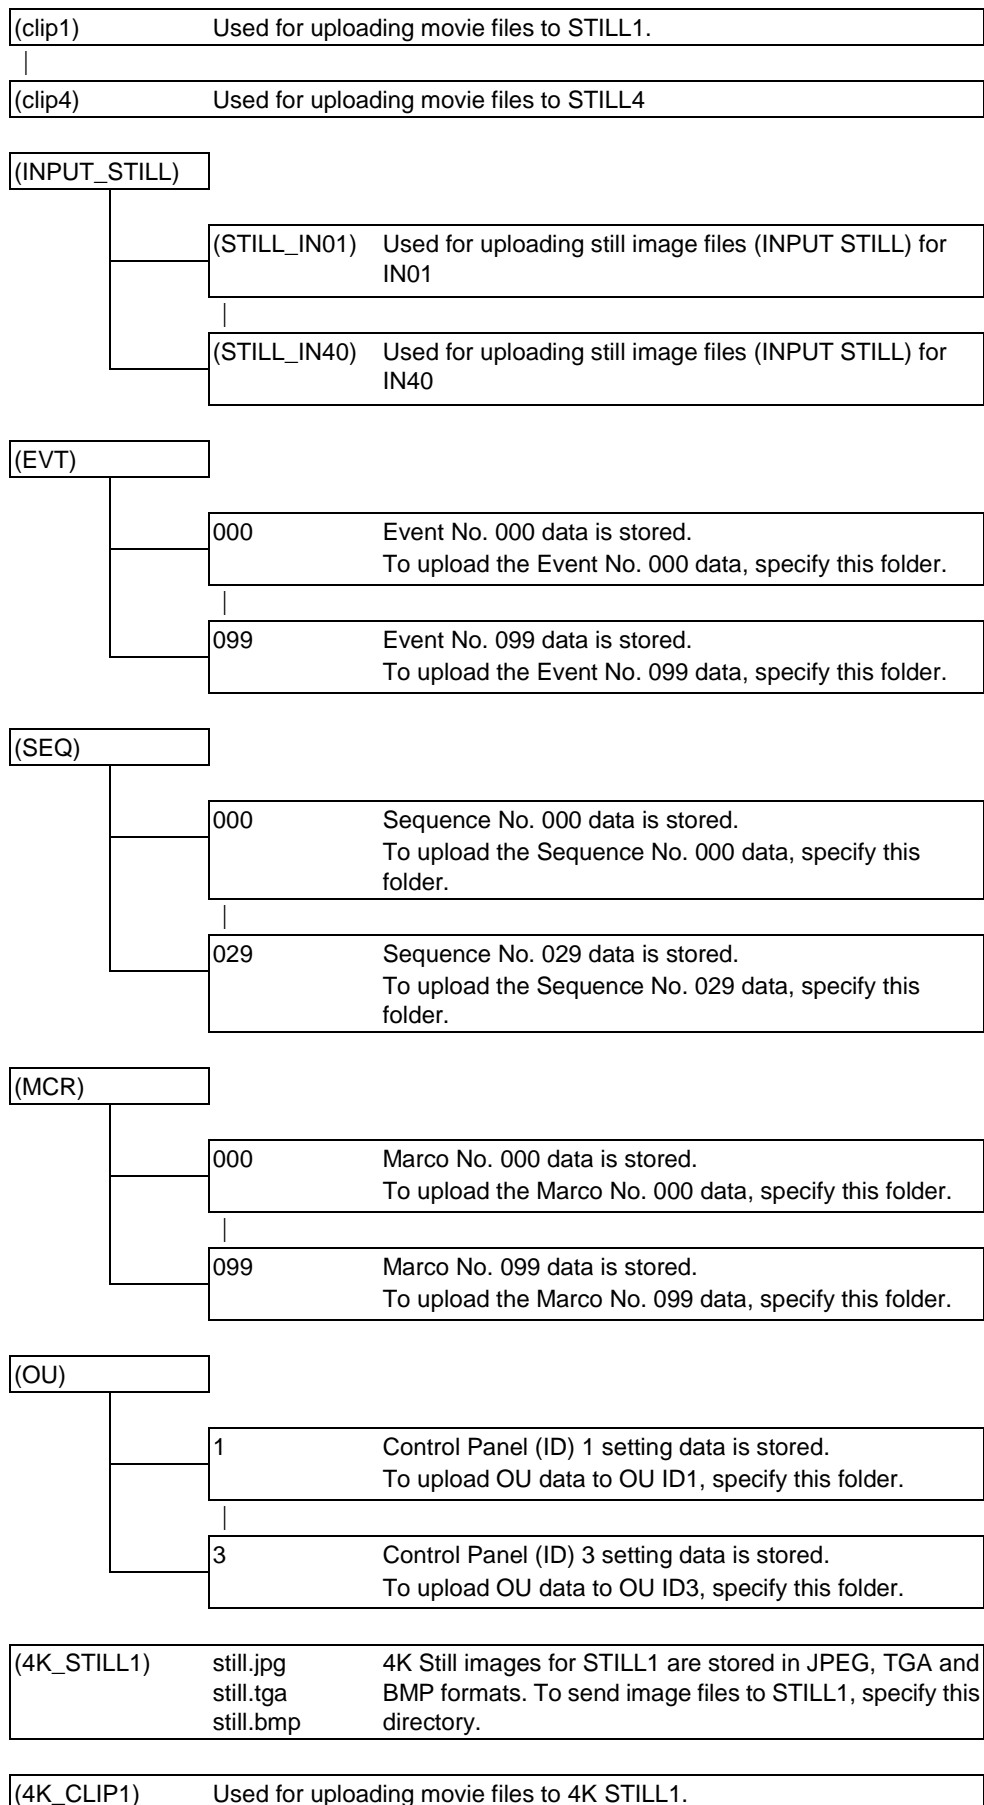 (clip1) Used for uploading movie files to STILL1.
(clip4) Used for uploading movie files to STILL4
(INPUT_STILL)
(STILL_IN01) Used for uploading still image files (INPUT STILL) for
IN01
(STILL_IN40) Used for uploading still image files (INPUT STILL) for
IN40
(EVT)
000 Event No. 000 data is stored.
To upload the Event No. 000 data, specify this folder.
099 Event No. 099 data is stored.
To upload the Event No. 099 data, specify this folder.
(SEQ)
000 Sequence No. 000 data is stored.
To upload the Sequence No. 000 data, specify this
folder.
029 Sequence No. 029 data is stored.
To upload the Sequence No. 029 data, specify this
folder.
(MCR)
000 Marco No. 000 data is stored.
To upload the Marco No. 000 data, specify this folder.
099 Marco No. 099 data is stored.
To upload the Marco No. 099 data, specify this folder.
(OU)
1 Control Panel (ID) 1 setting data is stored.
To upload OU data to OU ID1, specify this folder.
3 Control Panel (ID) 3 setting data is stored.
To upload OU data to OU ID3, specify this folder.
(4K_STILL1) still.jpg 4K Still images for STILL1 are stored in JPEG, TGA and
still.tga BMP formats. To send image files to STILL1, specify this
still.bmp directory.
(4K_CLIP1) Used for uploading movie files to 4K STILL1.